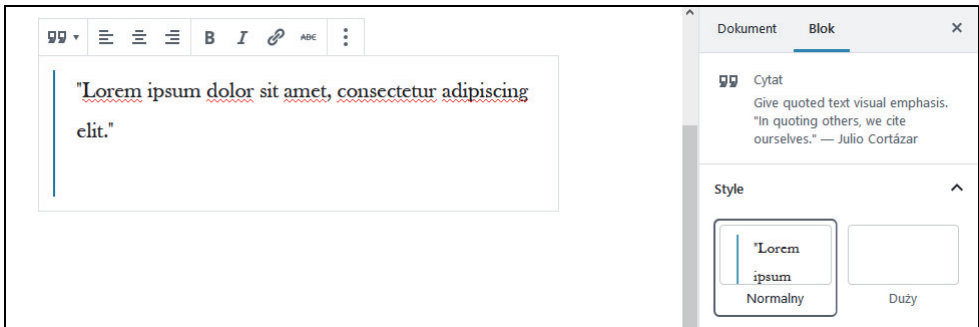 B I ABC
"Lorem ipsum dolor sit amet, consectetur adipiscing
elit."
Dokument Blok
Cytat
Give quoted text visual emphasis.
"In quoting others, we cite
ourselves." — Julio Cortázar
Style
"Lorem
ipsum
Normalny Duży